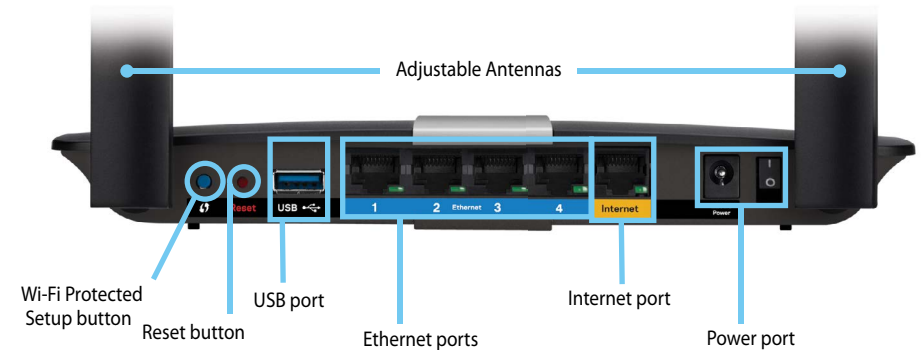 Adjustable Antennas
Reset
USB
1
2
Ethernet
3
4
Internet
Power
I
O
Wi-Fi Protected
Setup button
Reset button
USB port
Ethernet ports
Internet port
Power port